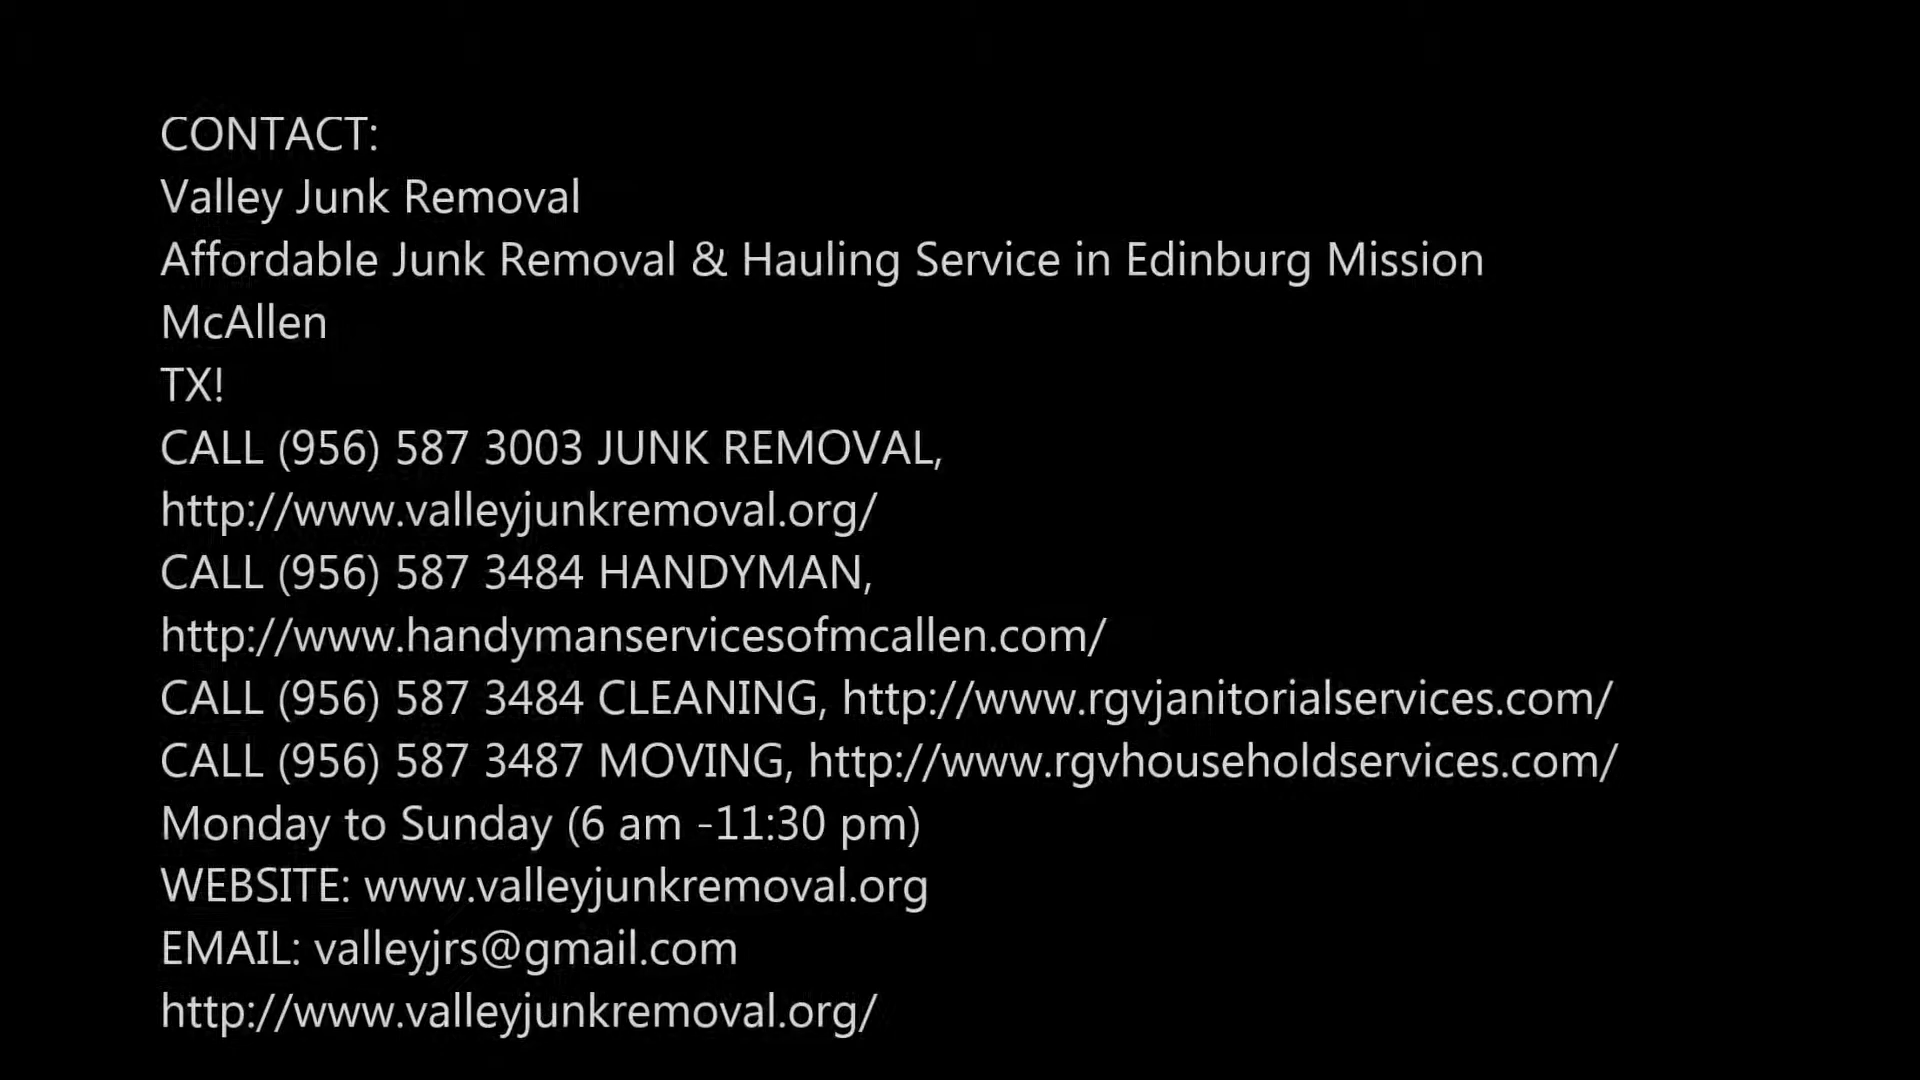 CONTACT:
Valley Junk Removal
Affordable Junk Removal & Hauling Service in Edinburg Mission
McAllen
TX!
CALL (956) 587 3003 JUNK REMOVAL,
http://www.valleyjunkremoval.org/
CALL (956) 587 3484 HANDYMAN,
http://www.handymanservicesofmcallen.com/
CALL (956) 587 3484 CLEANING, http://www.rgvjanitorialservices.com/
CALL (956) 587 3487 MOVING, http://www.rgvhouseholdservices.com/
Monday to Sunday (6 am -11:30 pm)
WEBSITE: www.valleyjunkremoval.org
EMAIL: valleyjrs@gmail.com
http://www.valleyjunkremoval.org/